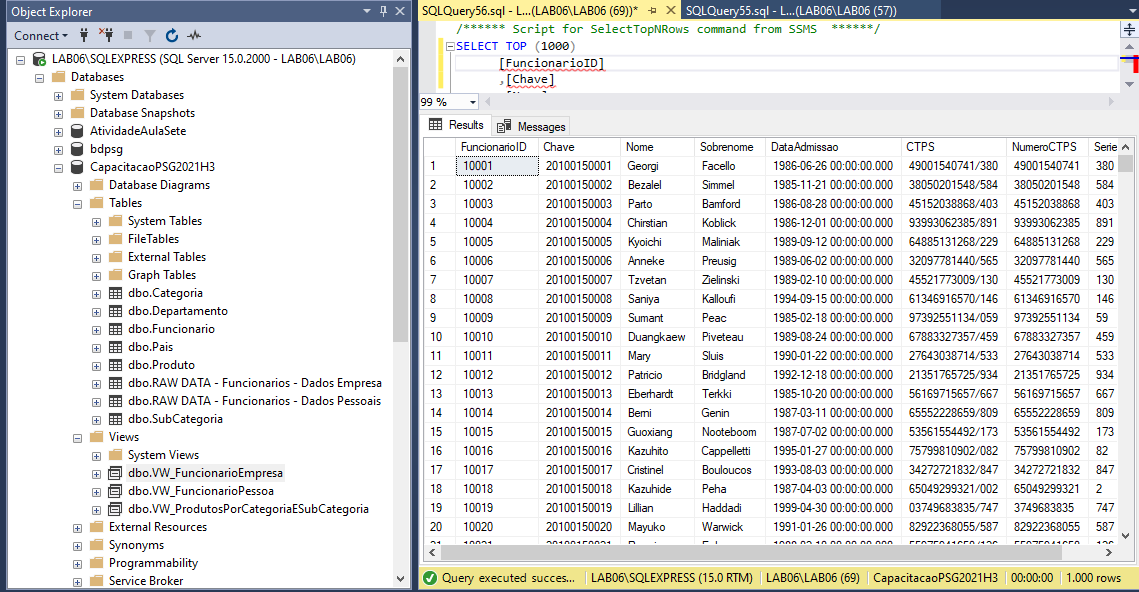 Object Explorer
Connect
LAB06\SQLEXPRESS (SQL Server 15.0.2000 - LAB06\LAB06)
Databases
System Databases
Database Snapshots
AtividadeAulaSete
bdpsg
CapacitacaoPSG2021H3
Database Diagrams
Tables
System Tables
FileTables
External Tables
Graph Tables
dbo.Categoria
dbo.Departamento
dbo.Funcionario
dbo.Pais
dbo.Produto
dbo.RAW DATA - Funcionarios - Dados Empresa
dbo.RAW DATA - Funcionarios - Dados Pessoais
dbo.SubCategoria
Views
System Views
dbo.VW_FuncionarioEmpresa
dbo.VW_FuncionarioPessoa
dbo.VW_ProdutosPorCategoriaESubCategoria
External Resources
Synonyms
Programmability
Service Broker
SQLQuery56.sql - L...(LAB06\LAB06 (69))* SQLQuery55.sql - L...(LAB06\LAB06 (57))
/****** Script for SelectTopNRows command from SSMS ******/
SELECT TOP (1000)
[FuncionarioID]
,[Chave]
99 %
Results Messages
FuncionarioID Chave Nome Sobrenome DataAdmissao CTPS NumeroCTPS Serie
1 10001 20100150001 Georgi Facello 1986-06-26 00:00:00.000 49001540741/380 49001540741 380
2 10002 20100150002 Bezalel Simmel 1985-11-21 00:00:00.000 38050201548/584 38050201548 584
3 10003 20100150003 Parto Bamford 1986-08-28 00:00:00.000 45152038868/403 45152038868 403
4 10004 20100150004 Chirstian Koblick 1986-12-01 00:00:00.000 93993062385/891 93993062385 891
5 10005 20100150005 Kyoichi Maliniak 1989-09-12 00:00:00.000 64885131268/229 64885131268 229
6 10006 20100150006 Anneke Preusig 1989-06-02 00:00:00.000 32097781440/565 32097781440 565
7 10007 20100150007 Tzvetan Zielinski 1989-02-10 00:00:00.000 45521773009/130 45521773009 130
8 10008 20100150008 Saniya Kalloufi 1994-09-15 00:00:00.000 61346916570/146 61346916570 146
9 10009 20100150009 Sumant Peac 1985-02-18 00:00:00.000 97392551134/059 97392551134 59
10 10010 20100150010 Duangkaew Piveteau 1989-08-24 00:00:00.000 67883327357/459 67883327357 459
11 10011 20100150011 Mary Sluis 1990-01-22 00:00:00.000 27643038714/533 27643038714 533
12 10012 20100150012 Patricio Bridgland 1992-12-18 00:00:00.000 21351765725/934 21351765725 934
13 10013 20100150013 Eberhardt Terkki 1985-10-20 00:00:00.000 56169715657/667 56169715657 667
14 10014 20100150014 Berni Genin 1987-03-11 00:00:00.000 65552228659/809 65552228659 809
15 10015 20100150015 Guoxiang Nooteboom 1987-07-02 00:00:00.000 53561554492/173 53561554492 173
16 10016 20100150016 Kazuhito Cappelletti 1995-01-27 00:00:00.000 75799810902/082 75799810902 82
17 10017 20100150017 Cristinel Bouloucos 1993-08-03 00:00:00.000 34272721832/847 34272721832 847
18 10018 20100150018 Kazuhide Peha 1987-04-03 00:00:00.000 65049299321/002 65049299321 2
19 10019 20100150019 Lillian Haddadi 1999-04-30 00:00:00.000 03749683835/747 3749683835 747
20 10020 20100150020 Mayuko Warwick 1991-01-26 00:00:00.000 82922368055/587 82922368055 587
Query executed succes... LAB06\SQLEXPRESS (15.0 RTM) LAB06\LAB06 (69) CapacitacaoPSG2021H3 00:00:00 1.000 rows